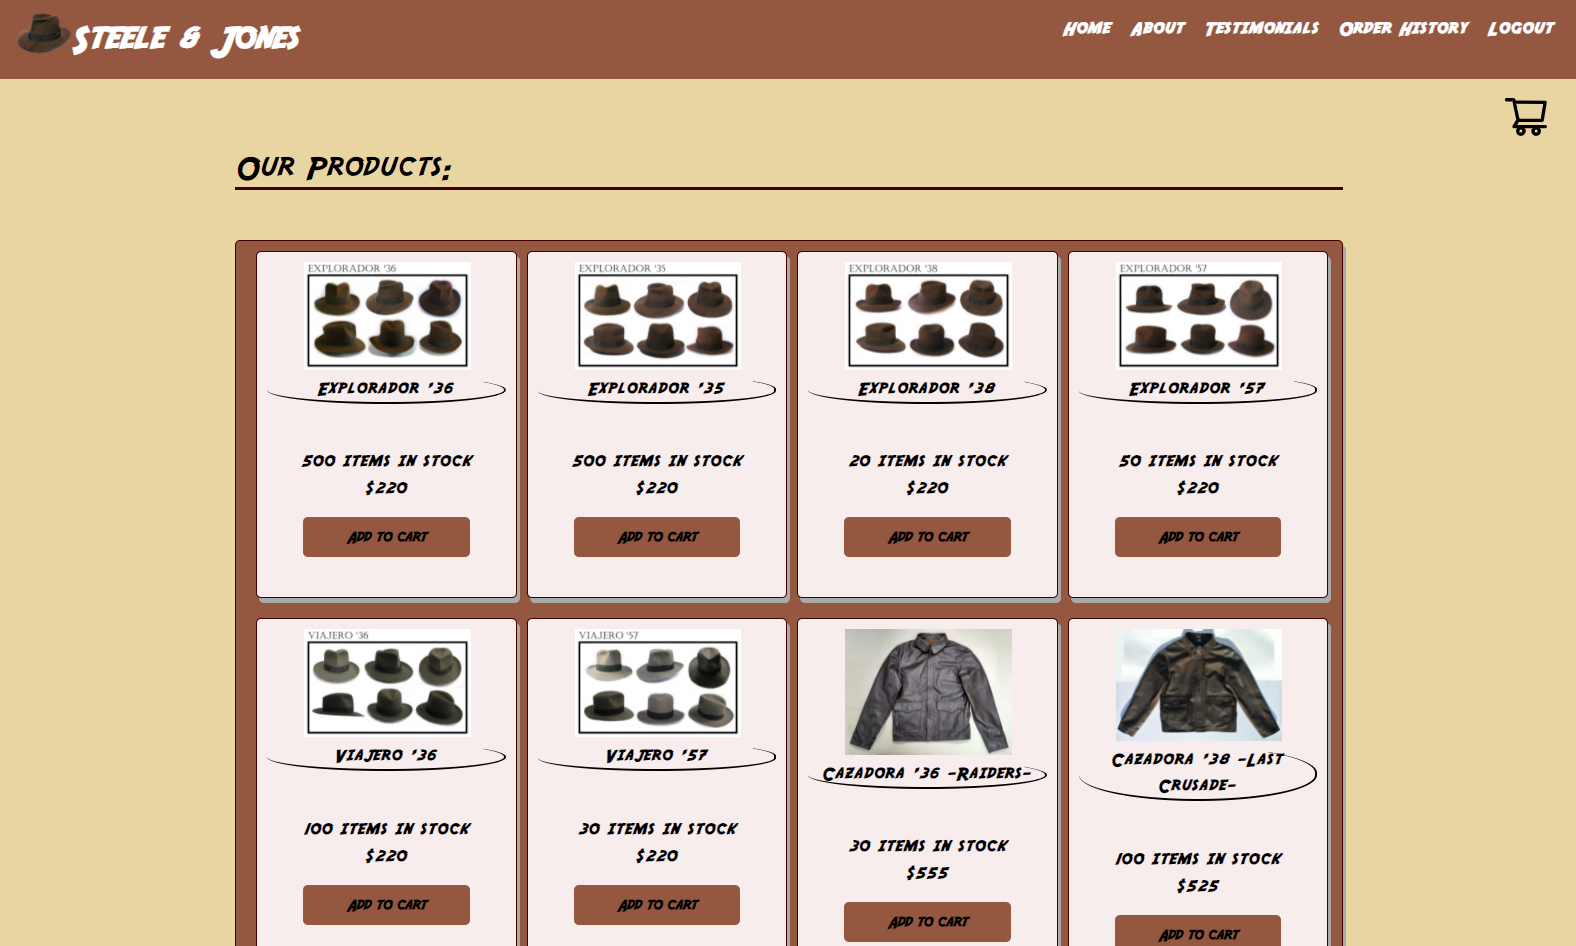 Steele & Jones
Home About Testimonials Order History Logout
Our Products:
EXPLORADOR '36
Explorador '36
500 items in stock
$220
Add to cart
EXPLORADOR '35
Explorador '35
500 items in stock
$220
Add to cart
EXPLORADOR '38
Explorador '38
20 items in stock
$220
Add to cart
EXPLORADOR '57
Explorador '57
50 items in stock
$220
Add to cart
VIAJERO '36
Viajero '36
100 items in stock
$220
Add to cart
VIAJERO '57
Viajero '57
30 items in stock
$220
Add to cart
Cazadora '36 -Raiders-
30 items in stock
$555
Add to cart
Cazadora '38 -Last
Crusade-
100 items in stock
$525
Add to cart